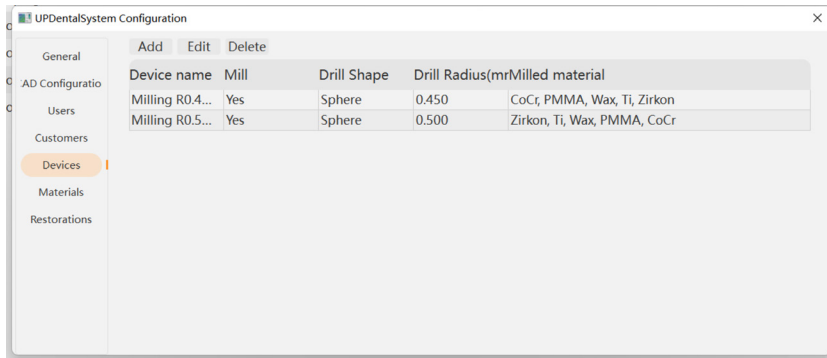 UPDentalSystem Configuration
General
AD Configuratio
Users
Customers
Devices
Materials
Restorations
Add Edit Delete
Device name Mill Drill Shape Drill Radius(mm Milled material
Milling R0.4... Yes Sphere 0.450 CoCr, PMMA, Wax, Ti, Zirkon
Milling R0.5... Yes Sphere 0.500 Zirkon, Ti, Wax, PMMA, CoCr